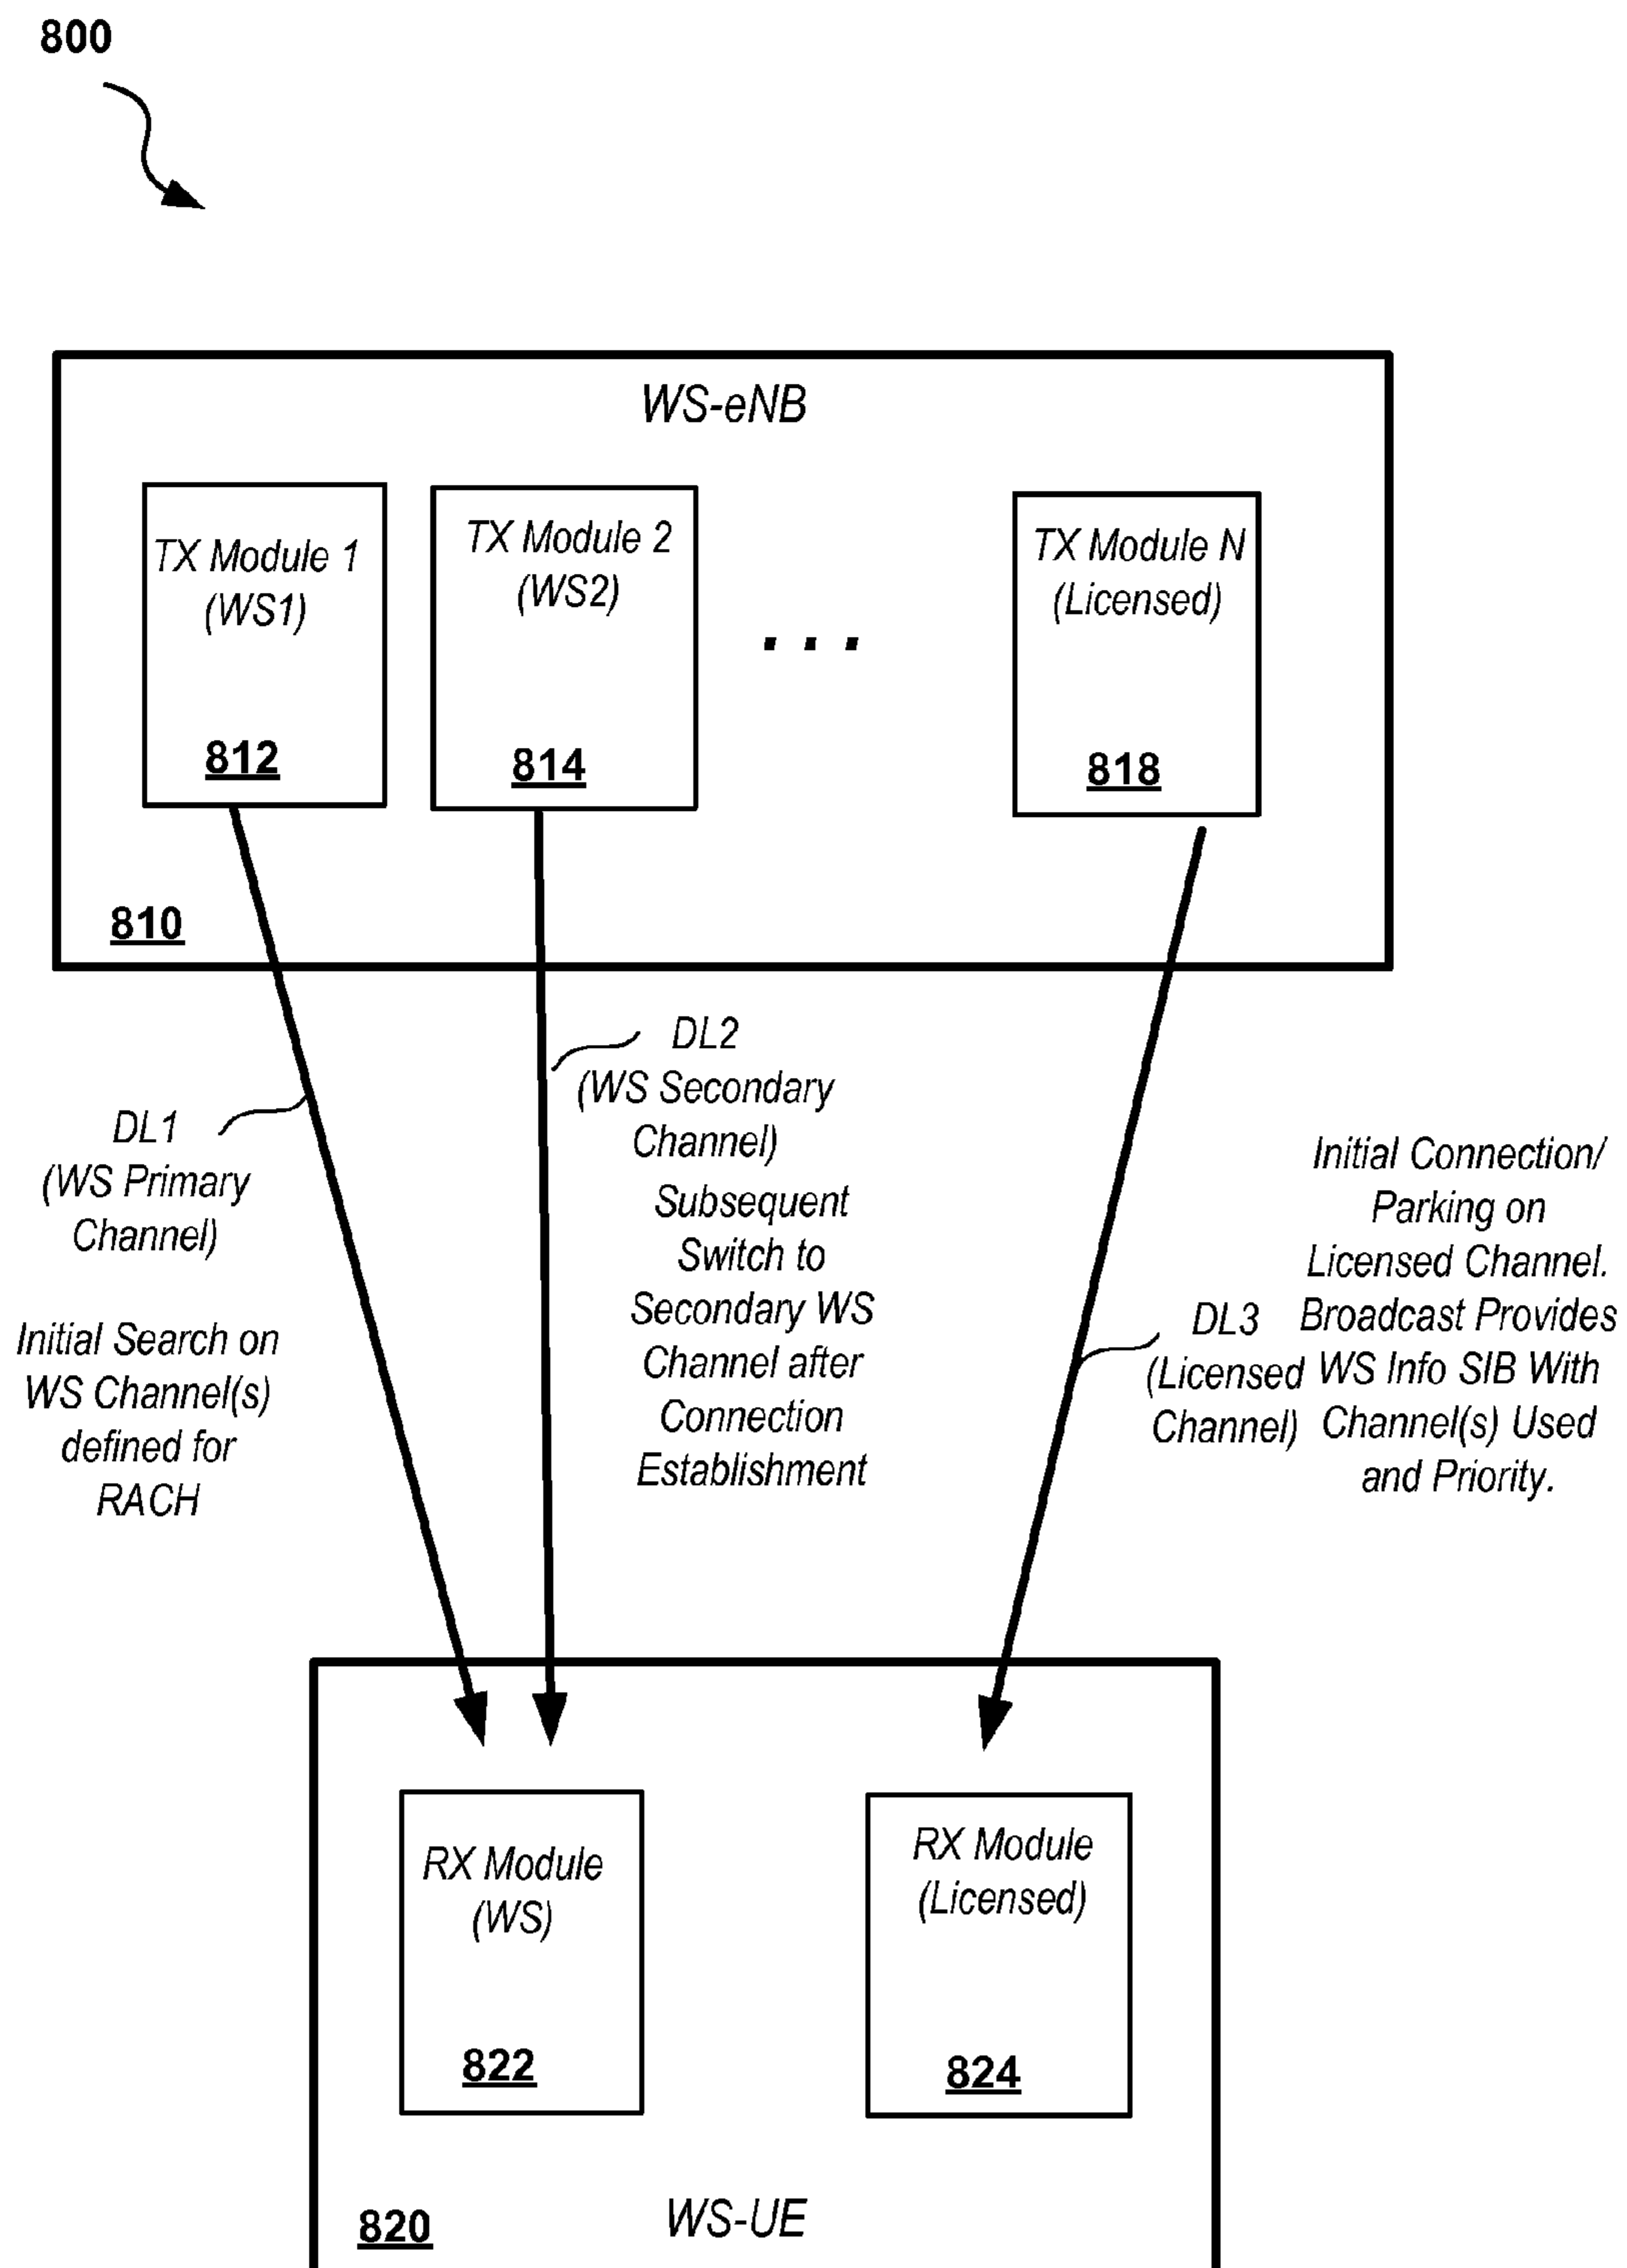 800
WS-eNB
TX Module 1
(WS1)
812
TX Module 2
(WS2)
814
...
TX Module N
(Licensed)
818
810
DL1
(WS Primary
Channel)
Initial Search on
WS Channel(s)
defined for
RACH
DL2
(WS Secondary
Channel)
Subsequent
Switch to
Secondary WS
Channel after
Connection
Establishment
DL3
(Licensed
Channel)
Initial Connection/
Parking on
Licensed Channel.
Broadcast Provides
WS Info SIB With
Channel(s) Used
and Priority.
RX Module
(WS)
822
RX Module
(Licensed)
824
820
WS-UE